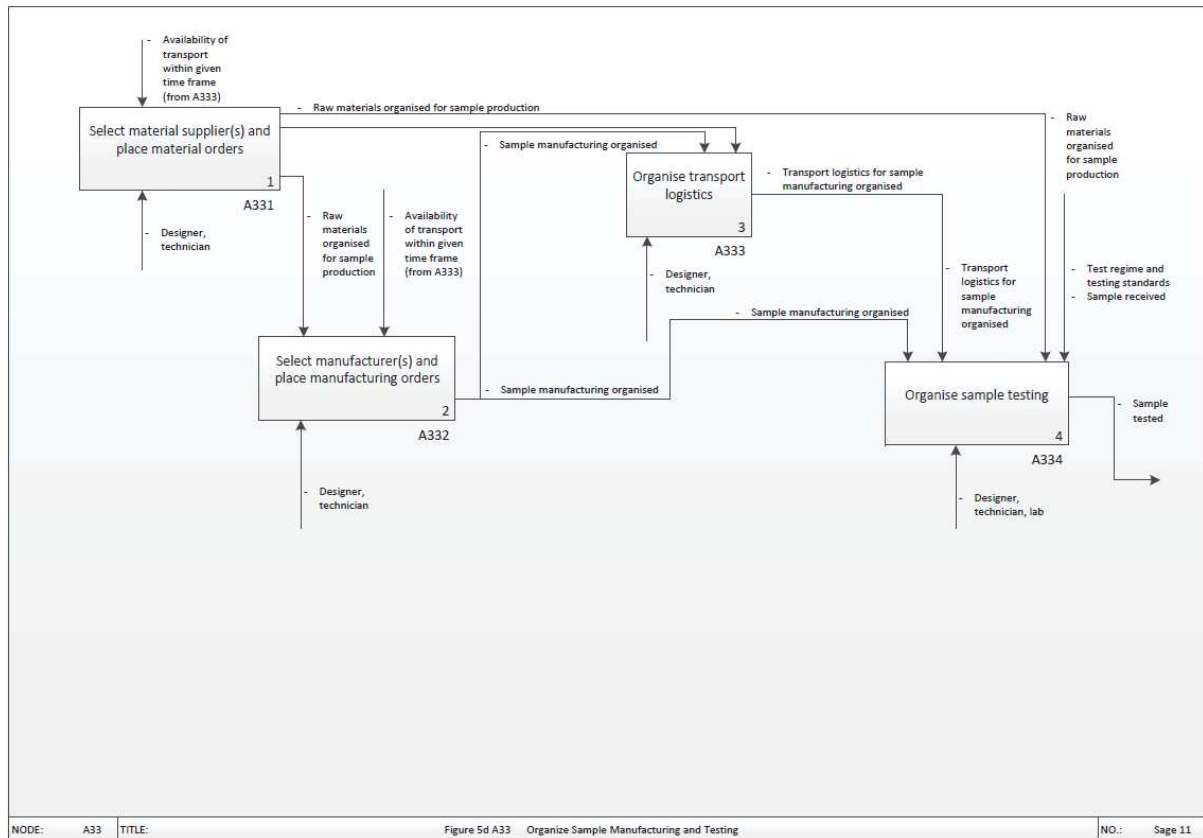 - Availability of
transport
within given
time frame
(from A333)
Select material supplier(s) and
place material orders
1
A331
- Designer,
technician
- Raw materials organised for sample production
- Sample manufacturing organised
- Raw
materials
organised
for sample
production
- Availability
of transport
within given
time frame
(from A333)
Organise transport
logistics
3
A333
- Designer,
technician
- Transport logistics for sample
manufacturing organised
- Raw
materials
organised
for sample
production
- Transport
logistics for
sample
manufacturing
organised
- Test regime and
testing standards
- Sample received
- Sample manufacturing organised
Select manufacturer(s) and
place manufacturing orders
2
A332
- Designer,
technician
- Sample manufacturing organised
Organise sample testing
4
A334
- Sample
tested
- Designer,
technician, lab
NODE: A33 TITLE: Figure 5d A33 Organize Sample Manufacturing and Testing NO.: Sage 11